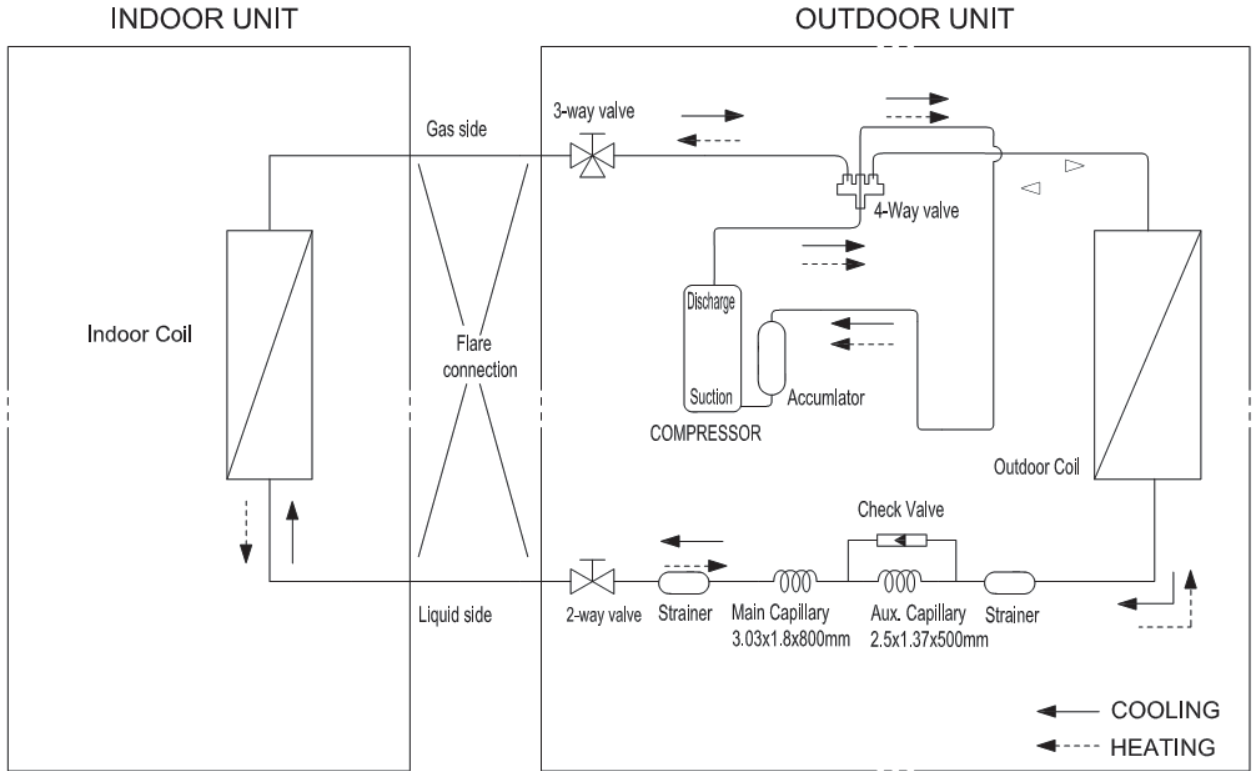 INDOOR UNIT
OUTDOOR UNIT
3-way valve
Gas side
4-Way valve
Discharge
Indoor Coil
Flare
connection
Suction
Accumlator
COMPRESSOR
Outdoor Coil
Check Valve
Liquid side
2-way valve
Strainer
Main Capillary
3.03x1.8x800mm
Aux. Capillary
2.5x1.37x500mm
Strainer
COOLING
HEATING